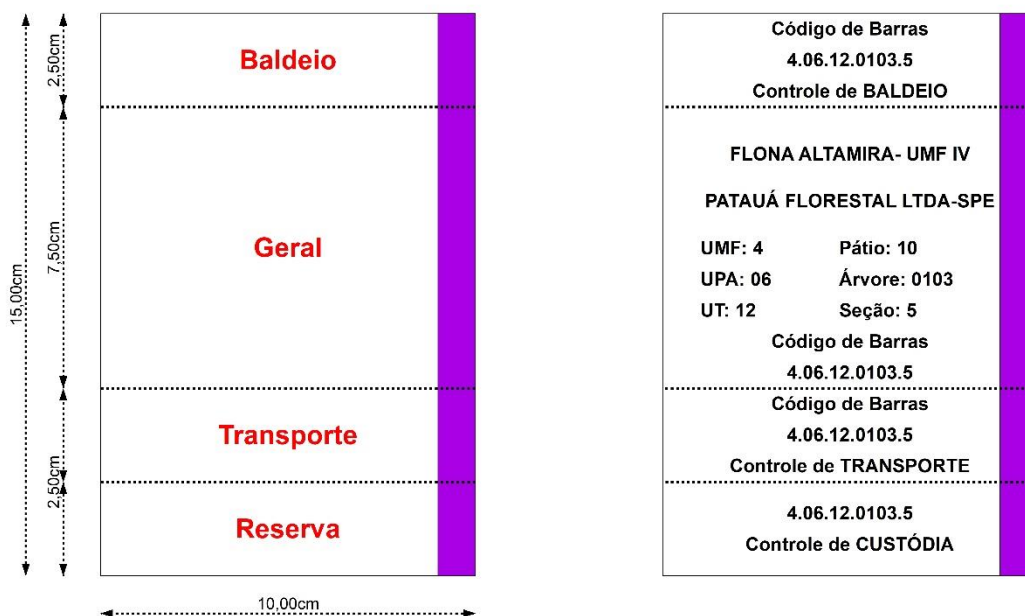 2,50cm
Baldeio
7,50cm
15,00cm
Geral
Transporte
2,50cm
Reserva
10,00cm
Código de Barras
4.06.12.0103.5
Controle de BALDEIO
FLONA ALTAMIRA- UMF IV
PATAUÁ FLORESTAL LTDA-SPE
UMF: 4 Pátio: 10
UPA: 06 Árvore: 0103
UT: 12 Seção: 5
Código de Barras
4.06.12.0103.5
Código de Barras
4.06.12.0103.5
Controle de TRANSPORTE
4.06.12.0103.5
Controle de CUSTÓDIA